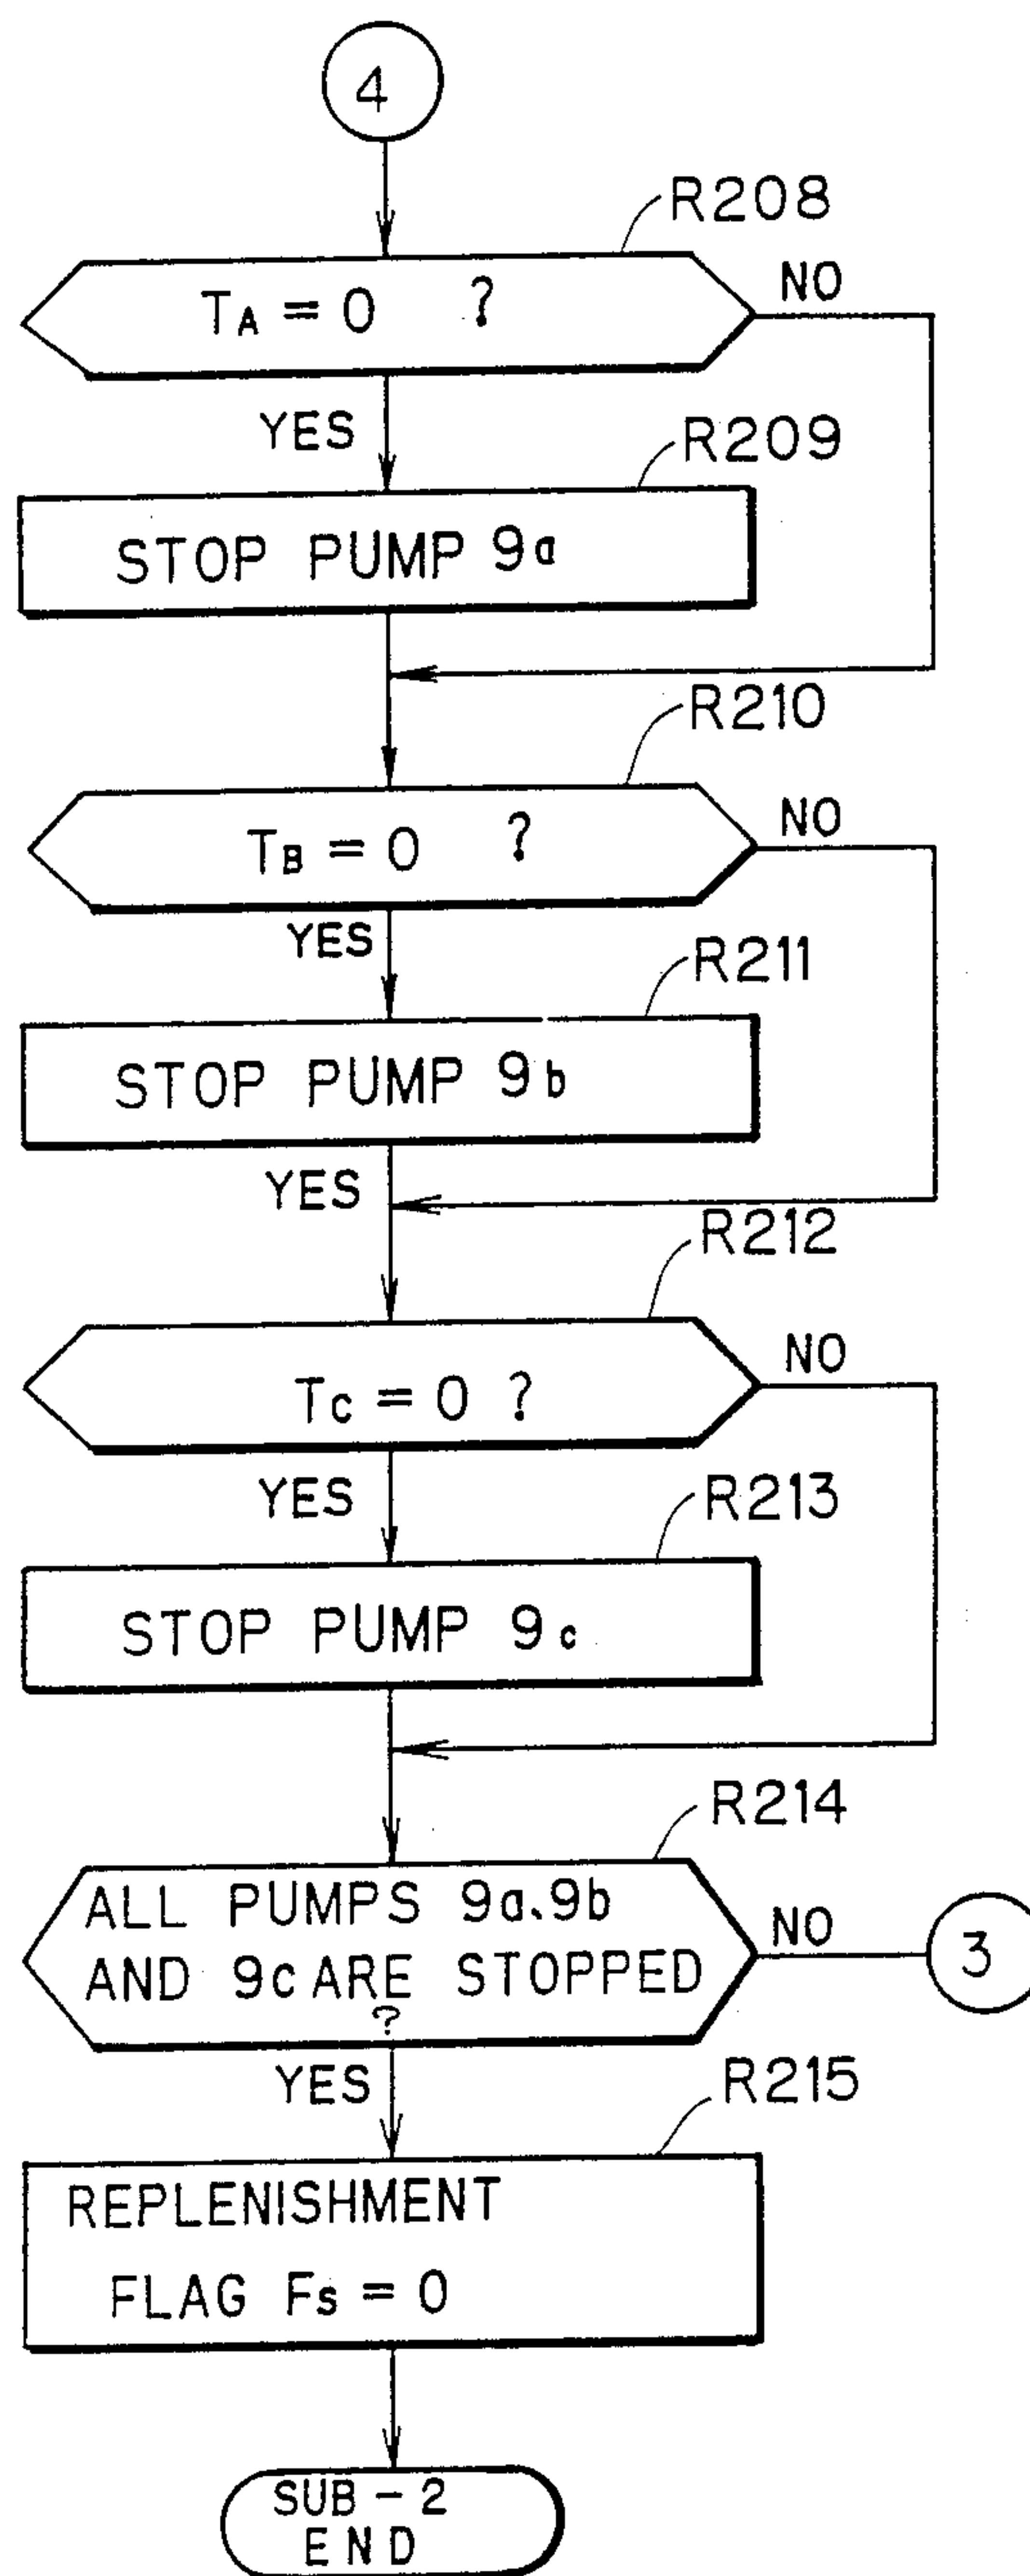 4
R208
TA = 0 ?
NO
YES
R209
STOP PUMP 9a
R210
TB = 0 ?
NO
YES
R211
STOP PUMP 9b
YES
R212
TC = 0 ?
NO
YES
R213
STOP PUMP 9c
R214
ALL PUMPS 9a.9b
AND 9c ARE STOPPED
?
NO
3
YES
R215
REPLENISHMENT
FLAG Fs = 0
SUB-2
END